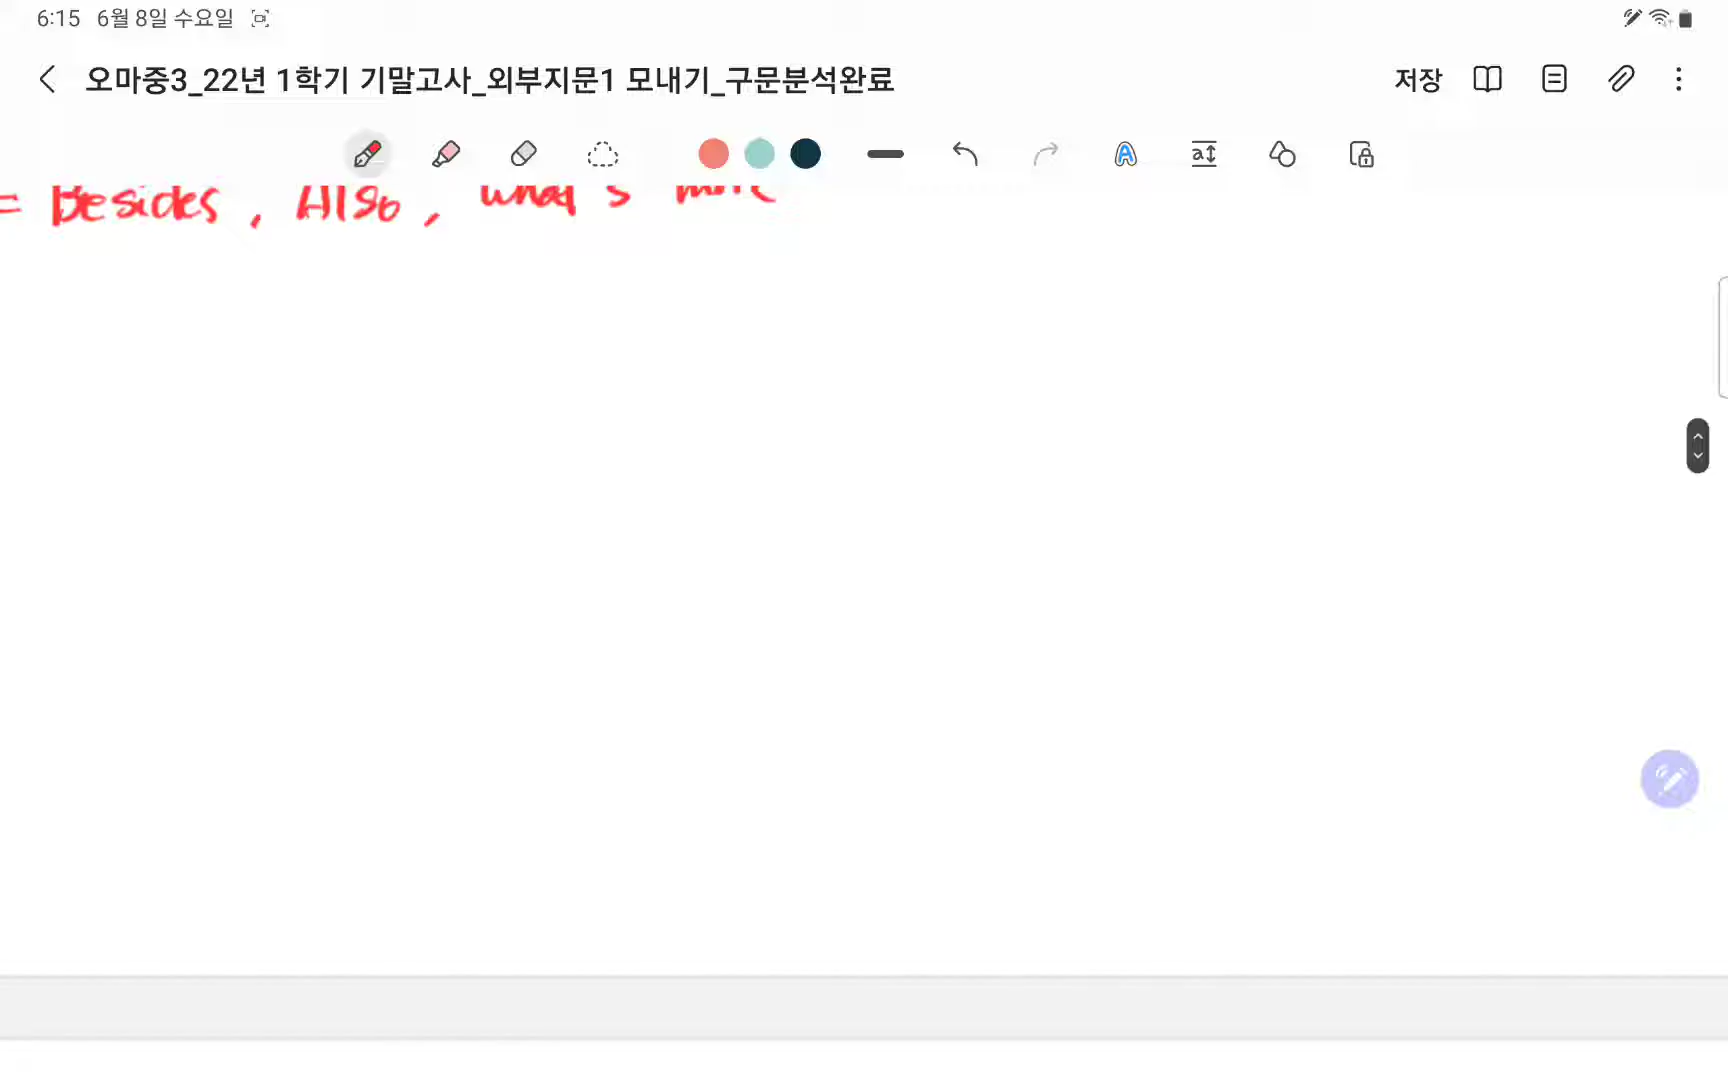 6:15 6월 8일 수요일
오마중3_22년 1학기 기말고사_외부지문1 모내기_구문분석완료 저장
A a
= Besides, Also, what's more